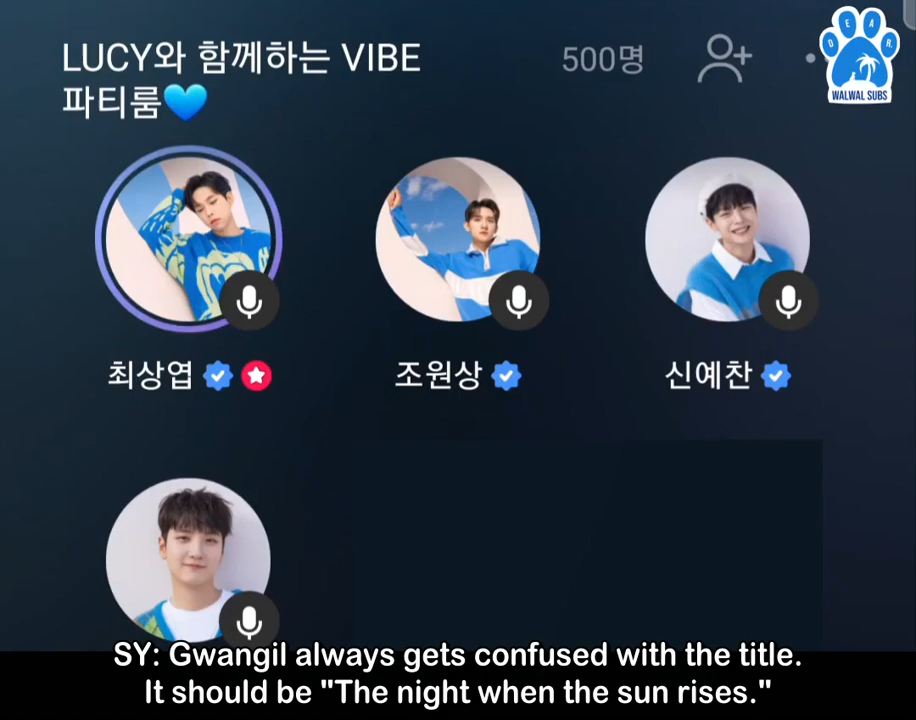 LUCY와 함께하는 VIBE
파티룸💙
500명
DEAR.
WALWAL SUBS
최상엽
조원상
신예찬
SY: Gwangil always gets confused with the title.
It should be "The night when the sun rises."